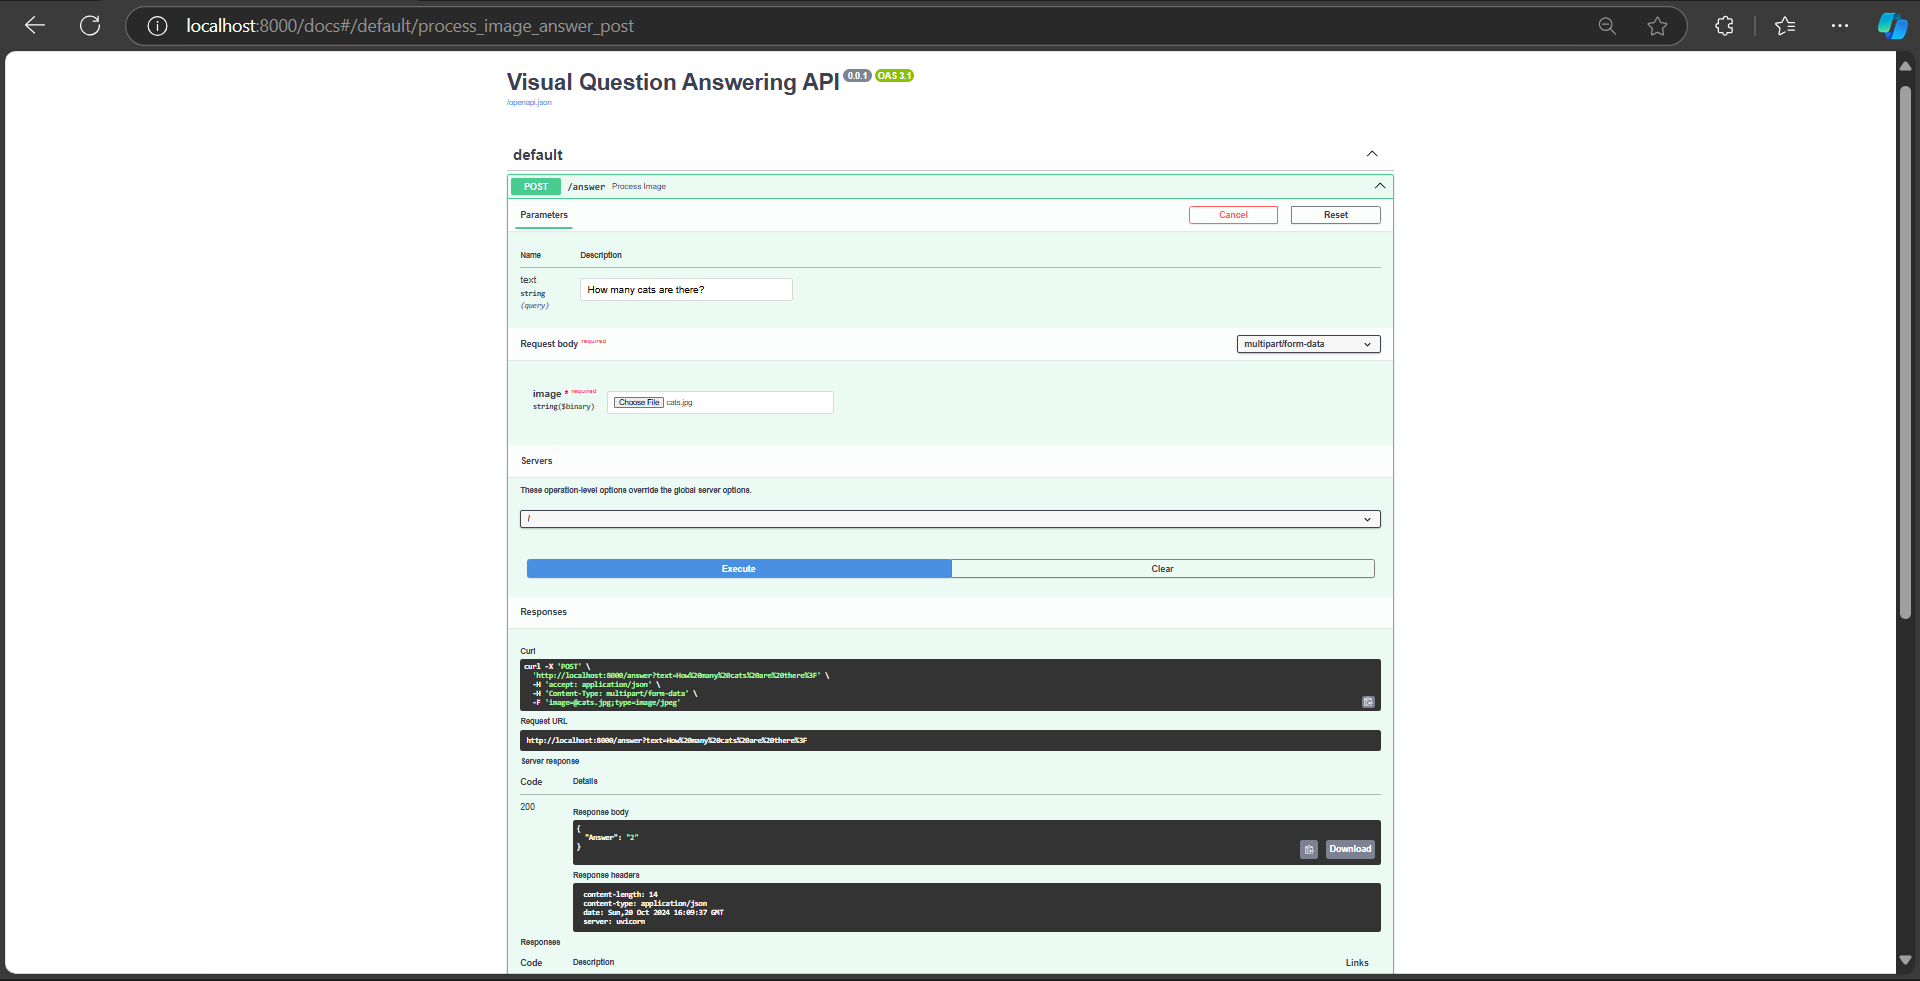 localhost:8000/docs#/default/process_image_answer_post
Visual Question Answering API 0.0.1 OAS 3.1
/openapi.json
default
POST /answer Process Image
Parameters Cancel Reset
Name Description
text How many cats are there?
string
(query)
Request body required multipart/form-data
image * required Choose File cats.jpg
string($binary)
Servers
These operation-level options override the global server options.
/
Execute Clear
Responses
Curl
curl -X 'POST' \
'http://localhost:8000/answer?text=How%20many%20cats%20are%20there%3F' \
-H 'accept: application/json' \
-H 'Content-Type: multipart/form-data' \
-F 'image=@cats.jpg;type=image/jpeg'
Request URL
http://localhost:8000/answer?text=How%20many%20cats%20are%20there%3F
Server response
Code Details
200
Response body
{
"Answer": "2"
}
Download
Response headers
content-length: 14
content-type: application/json
date: Sun,20 Oct 2024 16:09:37 GMT
server: uvicorn
Responses
Code Description Links